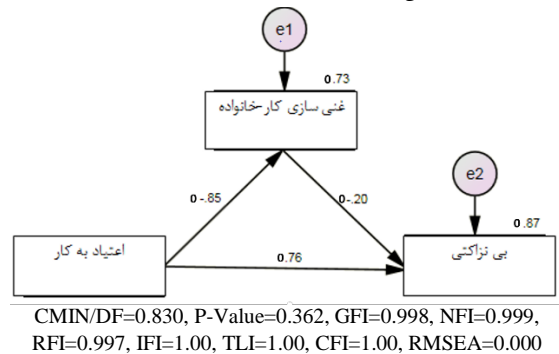 e1
0.73
غنی سازی کار-خانواده
e2
0-.85
0-.20
0.87
اعتیاد به کار
0.76
بی نزاکتی
CMIN/DF=0.830, P-Value=0.362, GFI=0.998, NFI=0.999,
RFI=0.997, IFI=1.00, TLI=1.00, CFI=1.00, RMSEA=0.000